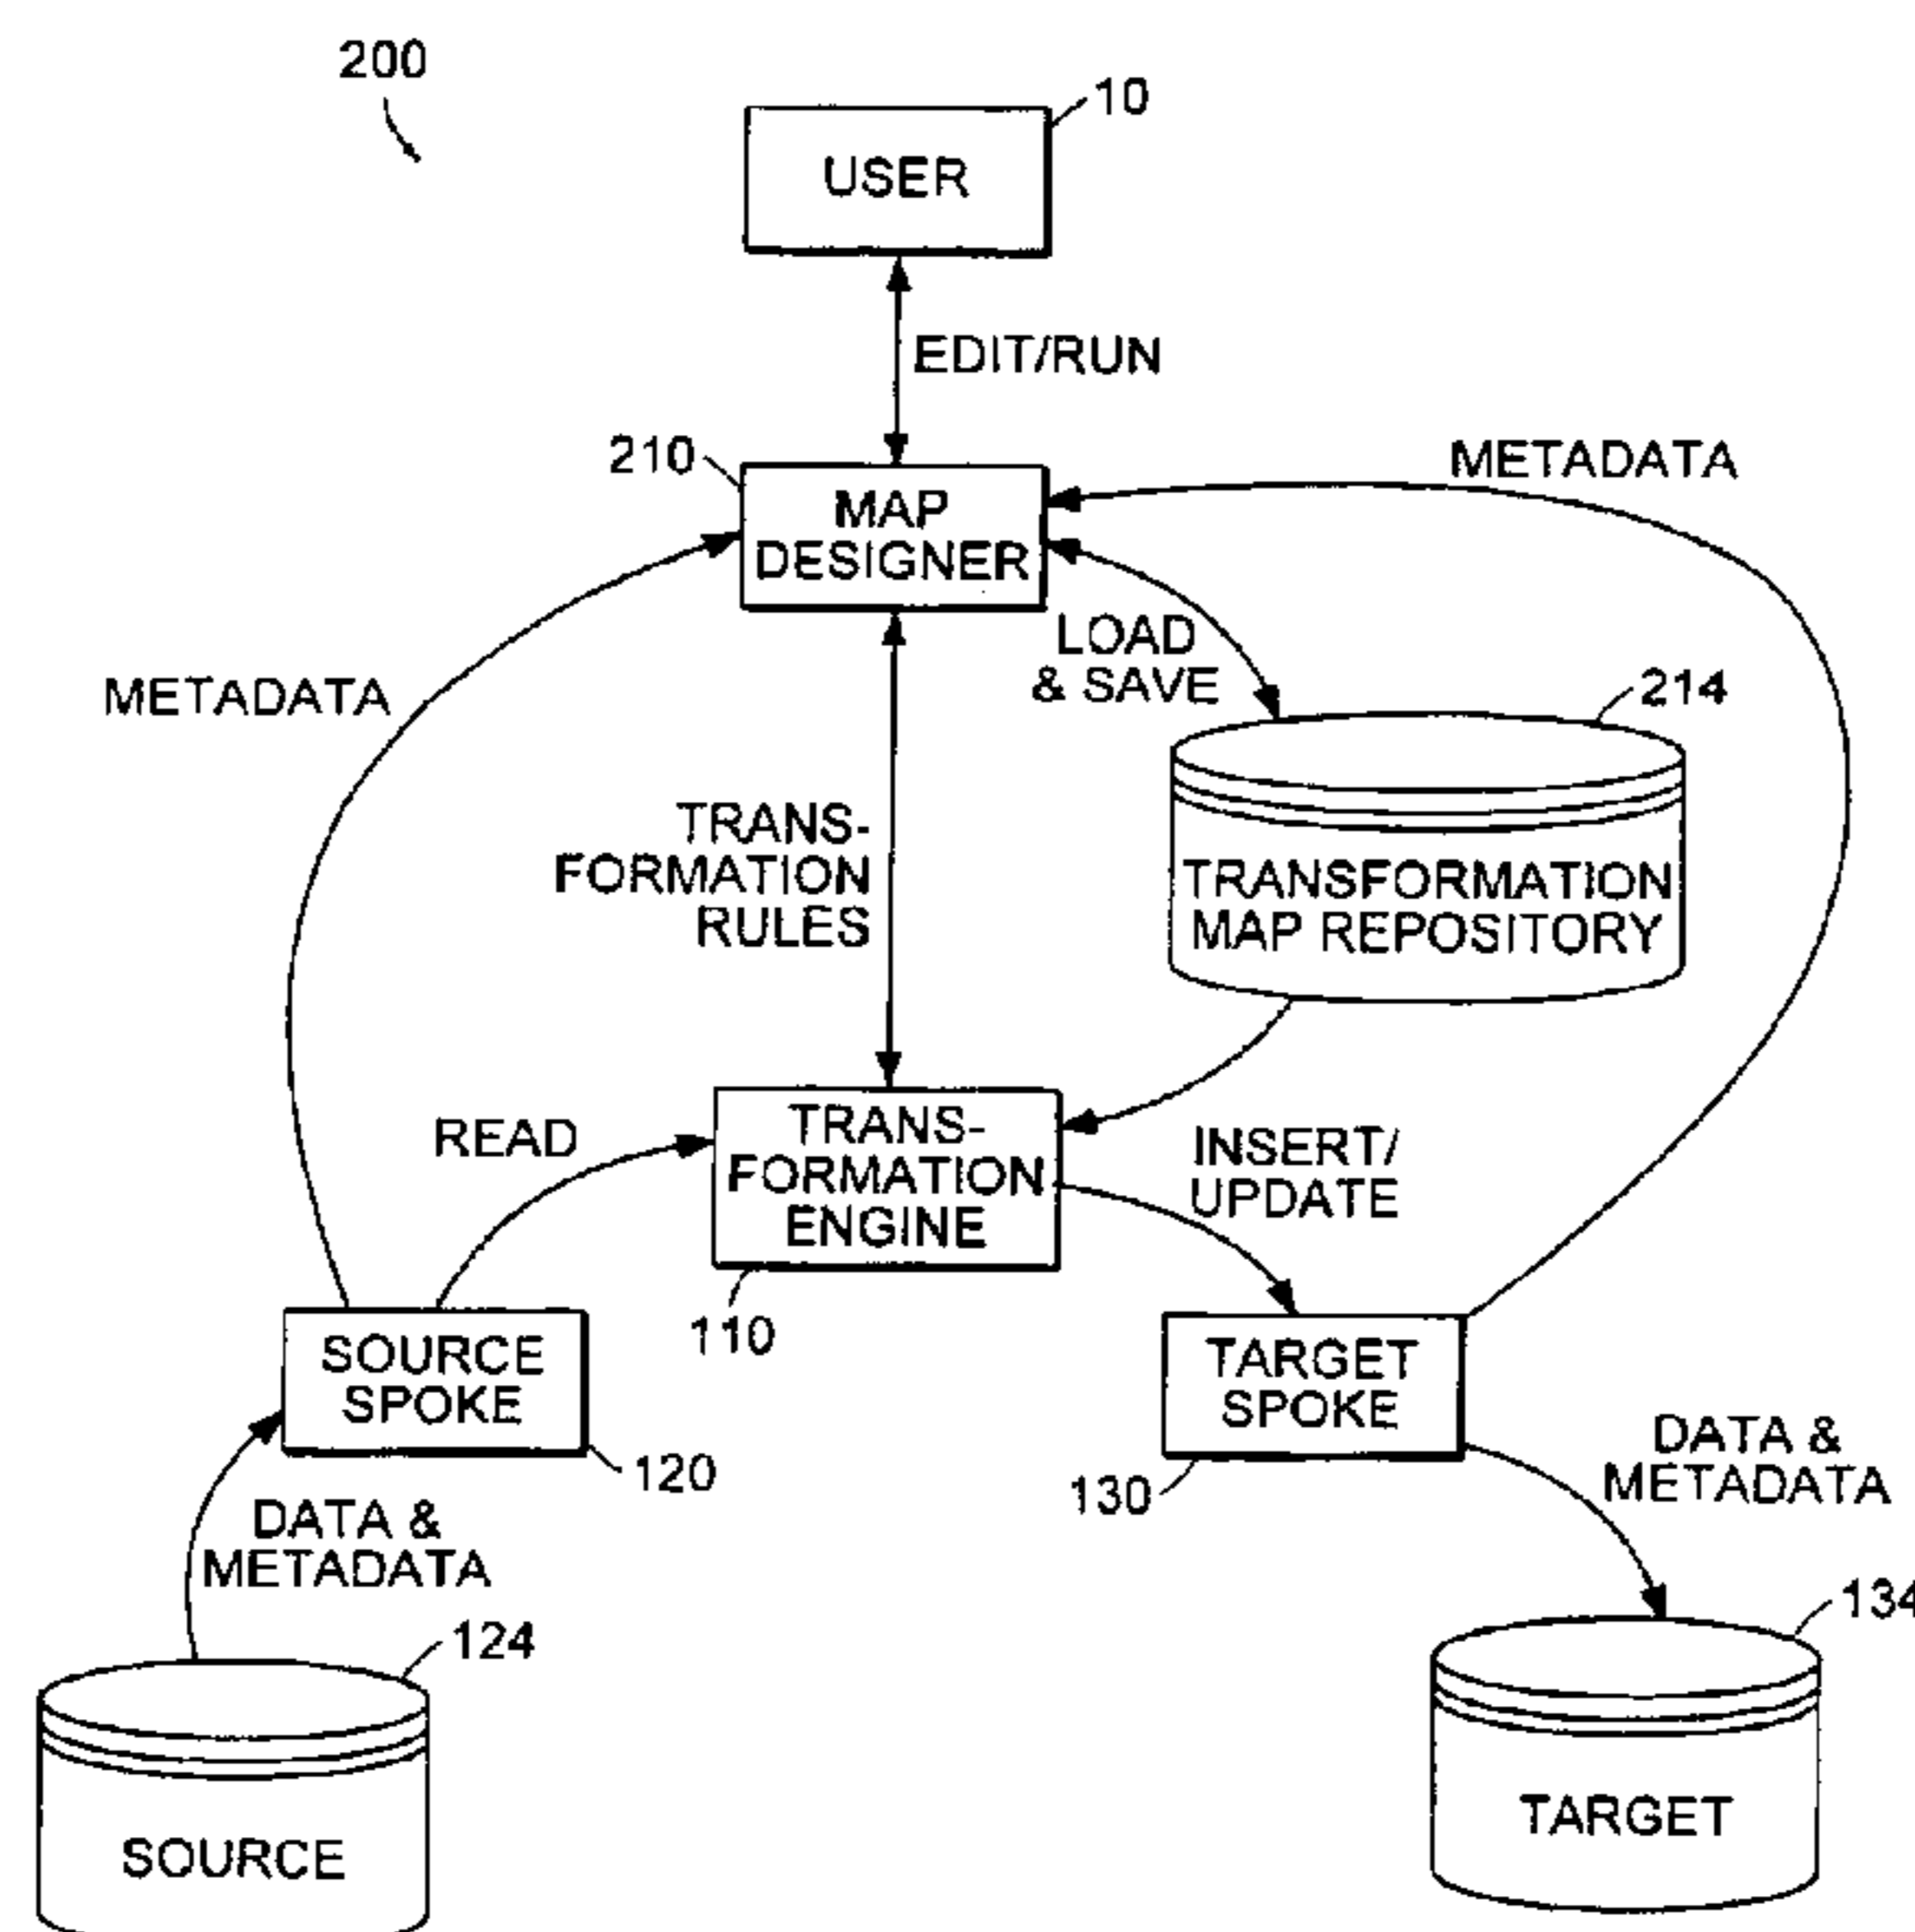 200
10
USER
EDIT/RUN
210
METADATA
MAP
DESIGNER
LOAD
& SAVE
METADATA
214
TRANS-
FORMATION
RULES
TRANSFORMATION
MAP REPOSITORY
READ
TRANS-
FORMATION
ENGINE
INSERT/
UPDATE
110
SOURCE
SPOKE
TARGET
SPOKE
120
130
DATA &
METADATA
DATA &
METADATA
124
134
SOURCE
TARGET